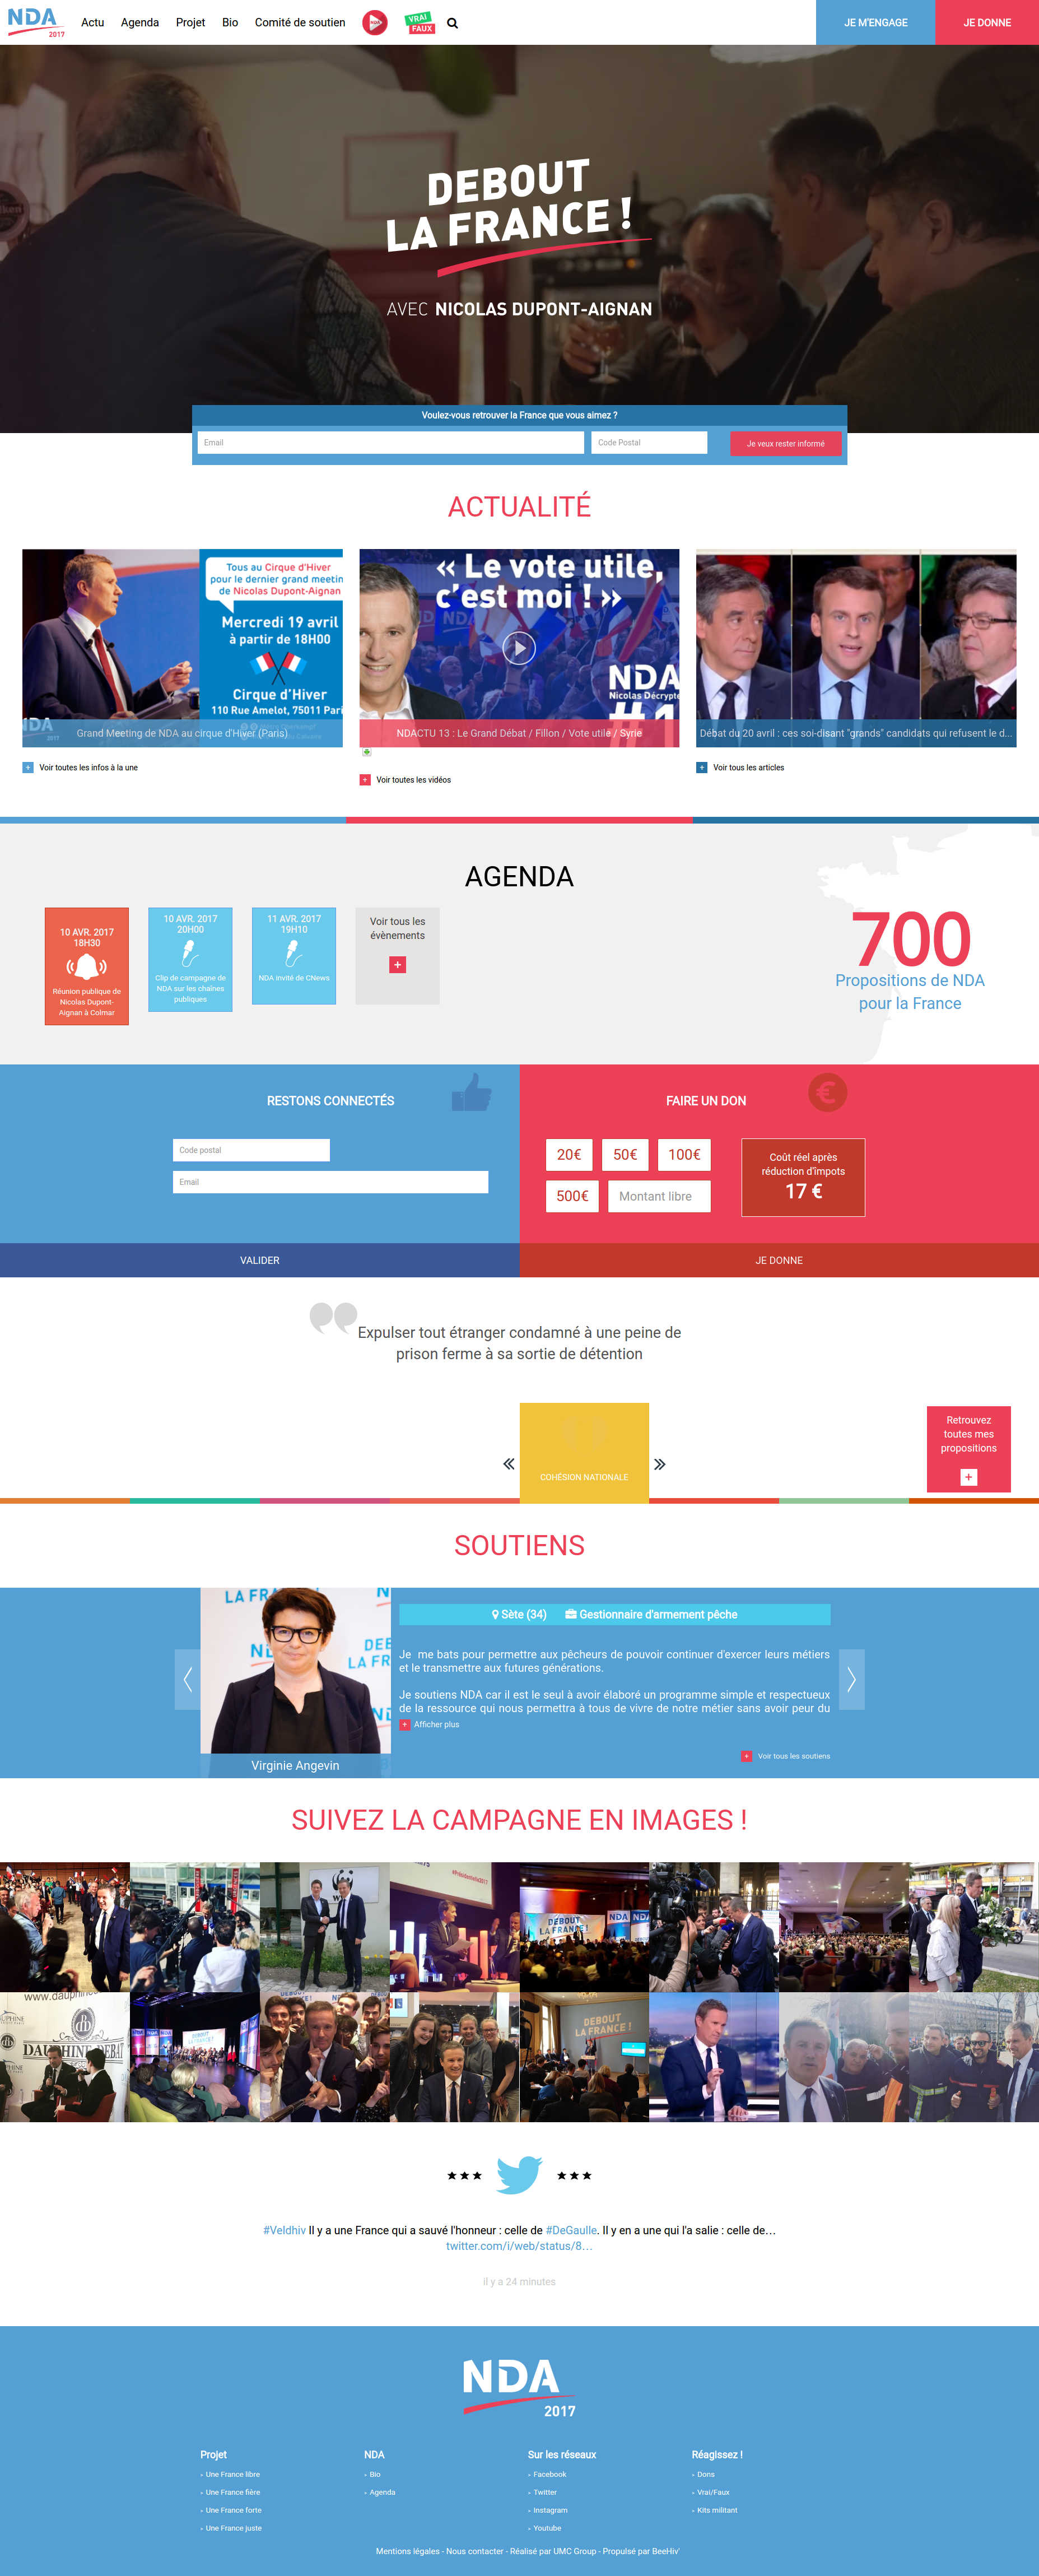 NDA
2017
Actu
Agenda
Projet
Bio
Comité de soutien
VRAI
FAUX
JE M'ENGAGE
JE DONNE
DEBOUT
LA FRANCE !
AVEC NICOLAS DUPONT-AIGNAN
Voulez-vous retrouver la France que vous aimez ?
Email
Code Postal
Je veux rester informé
ACTUALITÉ
Tous au Cirque d'Hiver
pour le dernier grand meetin
de Nicolas Dupont-Aignan
Mercredi 19 avril
à partir de 18H00
Cirque d'Hiver
110 Rue Amelot, 75011 Pari
NDA
Grand Meeting de NDA au cirque d'Hiver (Paris)
+ Voir toutes les infos à la une
« Le vote utile,
c'est moi ! »
NDA
Nicolas Décrypte
#1
NDACTU 13 : Le Grand Débat / Fillon / Vote utile / Syrie
+ Voir toutes les vidéos
Débat du 20 avril : ces soi-disant "grands" candidats qui refusent le d...
+ Voir tous les articles
AGENDA
10 AVR. 2017
18H30
Réunion publique de
Nicolas Dupont-
Aignan à Colmar
10 AVR. 2017
20H00
Clip de campagne de
NDA sur les chaînes
publiques
11 AVR. 2017
19H10
NDA invité de CNews
Voir tous les
évènements
+
700
Propositions de NDA
pour la France
RESTONS CONNECTÉS
Code postal
Email
VALIDER
FAIRE UN DON
€
20€
50€
100€
500€
Montant libre
Coût réel après
réduction d'impots
17 €
JE DONNE
Expulser tout étranger condamné à une peine de
prison ferme à sa sortie de détention
«
COHÉSION NATIONALE
»
Retrouvez
toutes mes
propositions
+
SOUTIENS
Sète (34) Gestionnaire d'armement pêche
Je me bats pour permettre aux pêcheurs de pouvoir continuer d'exercer leurs métiers
et le transmettre aux futures générations.
Je soutiens NDA car il est le seul à avoir élaboré un programme simple et respectueux
de la ressource qui nous permettra à tous de vivre de notre métier sans avoir peur du
+ Afficher plus
+ Voir tous les soutiens
Virginie Angevin
SUIVEZ LA CAMPAGNE EN IMAGES !
DEBOUT
LA FRANCE !
NDA
www.dauphine
DAUPHINE DEBAT
DEBOUT
LA FRANCE !
DEBOUT
LA FRANCE !
#Veldhiv Il y a une France qui a sauvé l'honneur : celle de #DeGaulle. Il y en a une qui l'a salie : celle de…
twitter.com/i/web/status/8…
il y a 24 minutes
NDA
2017
Projet
Une France libre
Une France fière
Une France forte
Une France juste
NDA
Bio
Agenda
Sur les réseaux
Facebook
Twitter
Instagram
Youtube
Réagissez !
Dons
Vrai/Faux
Kits militant
Mentions légales - Nous contacter - Réalisé par UMC Group - Propulsé par BeeHiv'